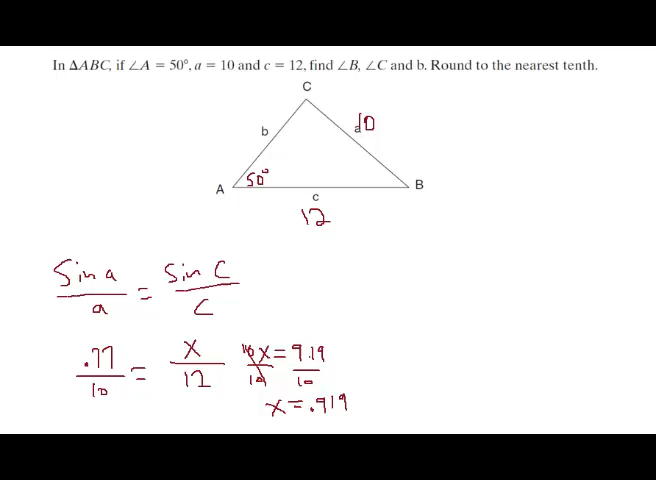 In ΔABC, if ∠A = 50°, a = 10 and c = 12, find ∠B, ∠C and b. Round to the nearest tenth.
C
b
a 10
A 50° B
c
12
Sin a / a = Sin C / C
.77 / 10 = x / 12
10x / 10 = 9.19 / 10
x = .919